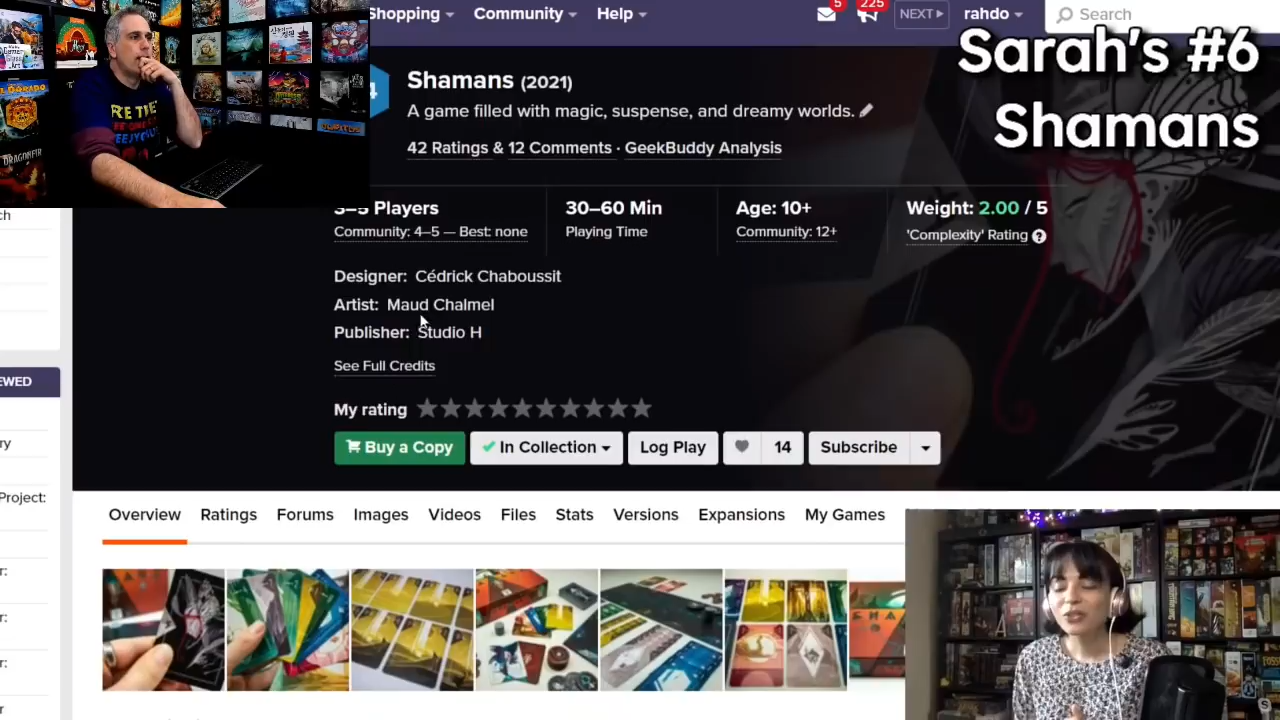 Shopping
Community
Help
5
225
NEXT
rahdo
Search
Sarah's #6
Shamans
Shamans (2021)
A game filled with magic, suspense, and dreamy worlds.
42 Ratings & 12 Comments · GeekBuddy Analysis
3–5 Players
30–60 Min
Age: 10+
Weight: 2.00 / 5
Community: 4–5 — Best: none
Playing Time
Community: 12+
'Complexity' Rating
Designer: Cédrick Chaboussit
Artist: Maud Chalmel
Publisher: Studio H
See Full Credits
My rating
Buy a Copy
In Collection
Log Play
14
Subscribe
Overview
Ratings
Forums
Images
Videos
Files
Stats
Versions
Expansions
My Games
Project: